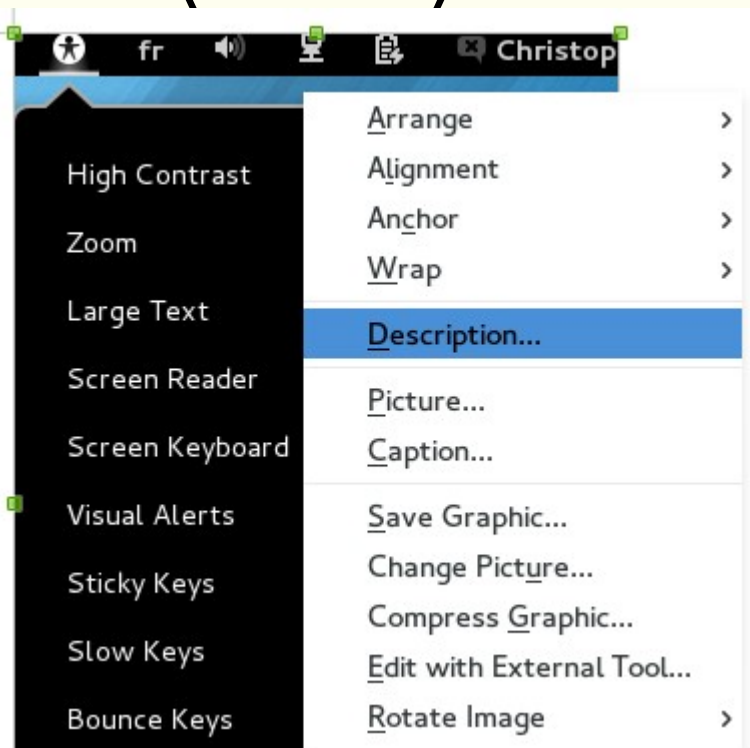 fr Christop
High Contrast
Zoom
Large Text
Screen Reader
Screen Keyboard
Visual Alerts
Sticky Keys
Slow Keys
Bounce Keys
Arrange
Alignment
Anchor
Wrap
Description...
Picture...
Caption...
Save Graphic...
Change Picture...
Compress Graphic...
Edit with External Tool...
Rotate Image